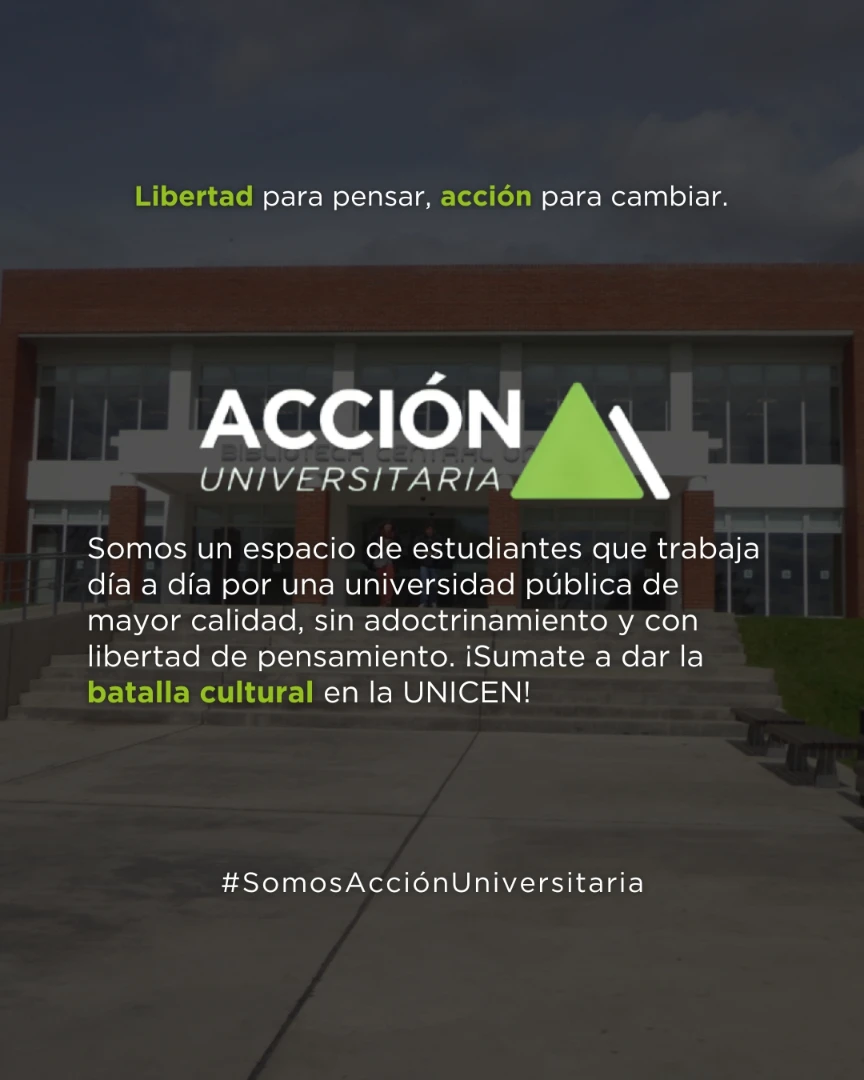 Libertad para pensar, acción para cambiar.
ACCIÓN
UNIVERSITARIA
BIBLIOTECA CENTRAL
Somos un espacio de estudiantes que trabaja
día a día por una universidad pública de
mayor calidad, sin adoctrinamiento y con
libertad de pensamiento. ¡Sumate a dar la
batalla cultural en la UNICEN!
#SomosAcciónUniversitaria